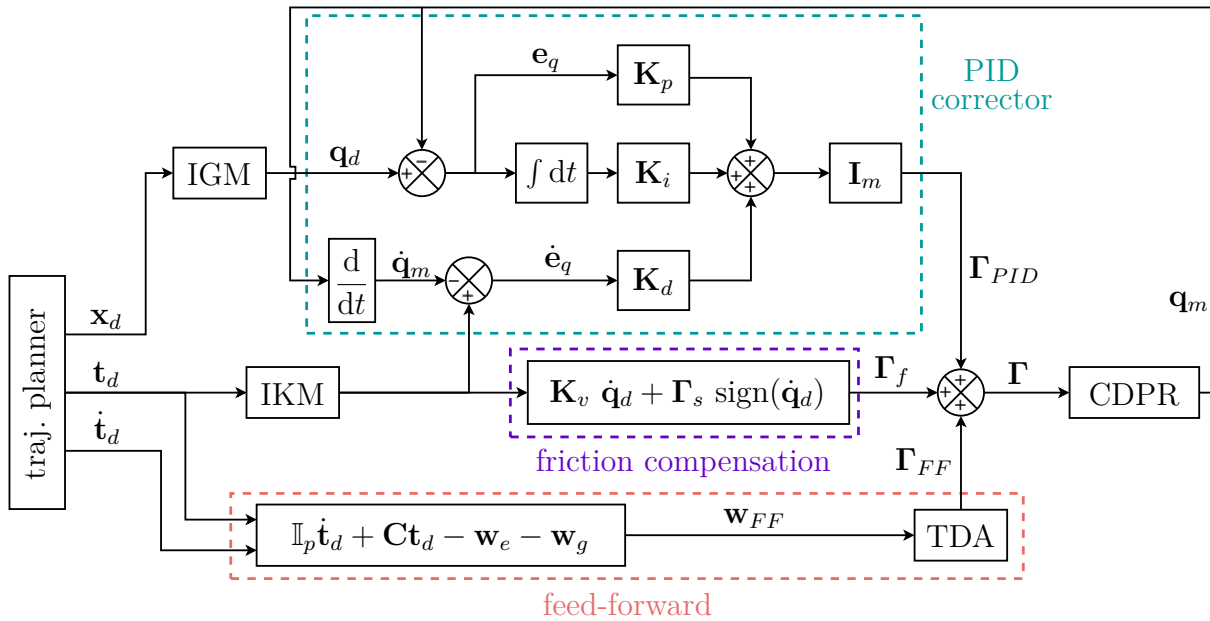 e_q
K_p
PID
corrector
IGM
q_d
−
+
∫ dt
K_i
+
+
+
I_m
d
dt
q̇_m
−
+
ė_q
K_d
Γ_PID
q_m
traj. planner
x_d
t_d
ṫ_d
IKM
K_v q̇_d + Γ_s sign(q̇_d)
friction compensation
Γ_f
+
+
+
Γ
CDPR
Γ_FF
𝕀_p ṫ_d + Ct_d − w_e − w_g
w_FF
TDA
feed-forward